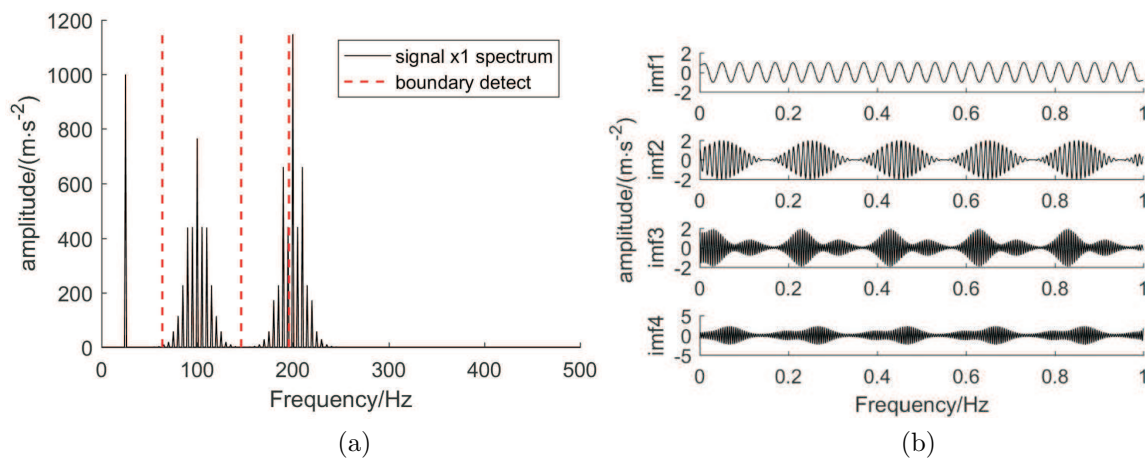 1200
1000
800
600
400
200
0
amplitude/(m·s⁻²)
signal x1 spectrum
boundary detect
0 100 200 300 400 500
Frequency/Hz
(a)
amplitude/(m·s⁻²)
imf1
2
0
-2
0 0.2 0.4 0.6 0.8 1
imf2
2
0
-2
0 0.2 0.4 0.6 0.8 1
imf3
2
0
-2
0 0.2 0.4 0.6 0.8 1
imf4
5
0
-5
0 0.2 0.4 0.6 0.8 1
Frequency/Hz
(b)